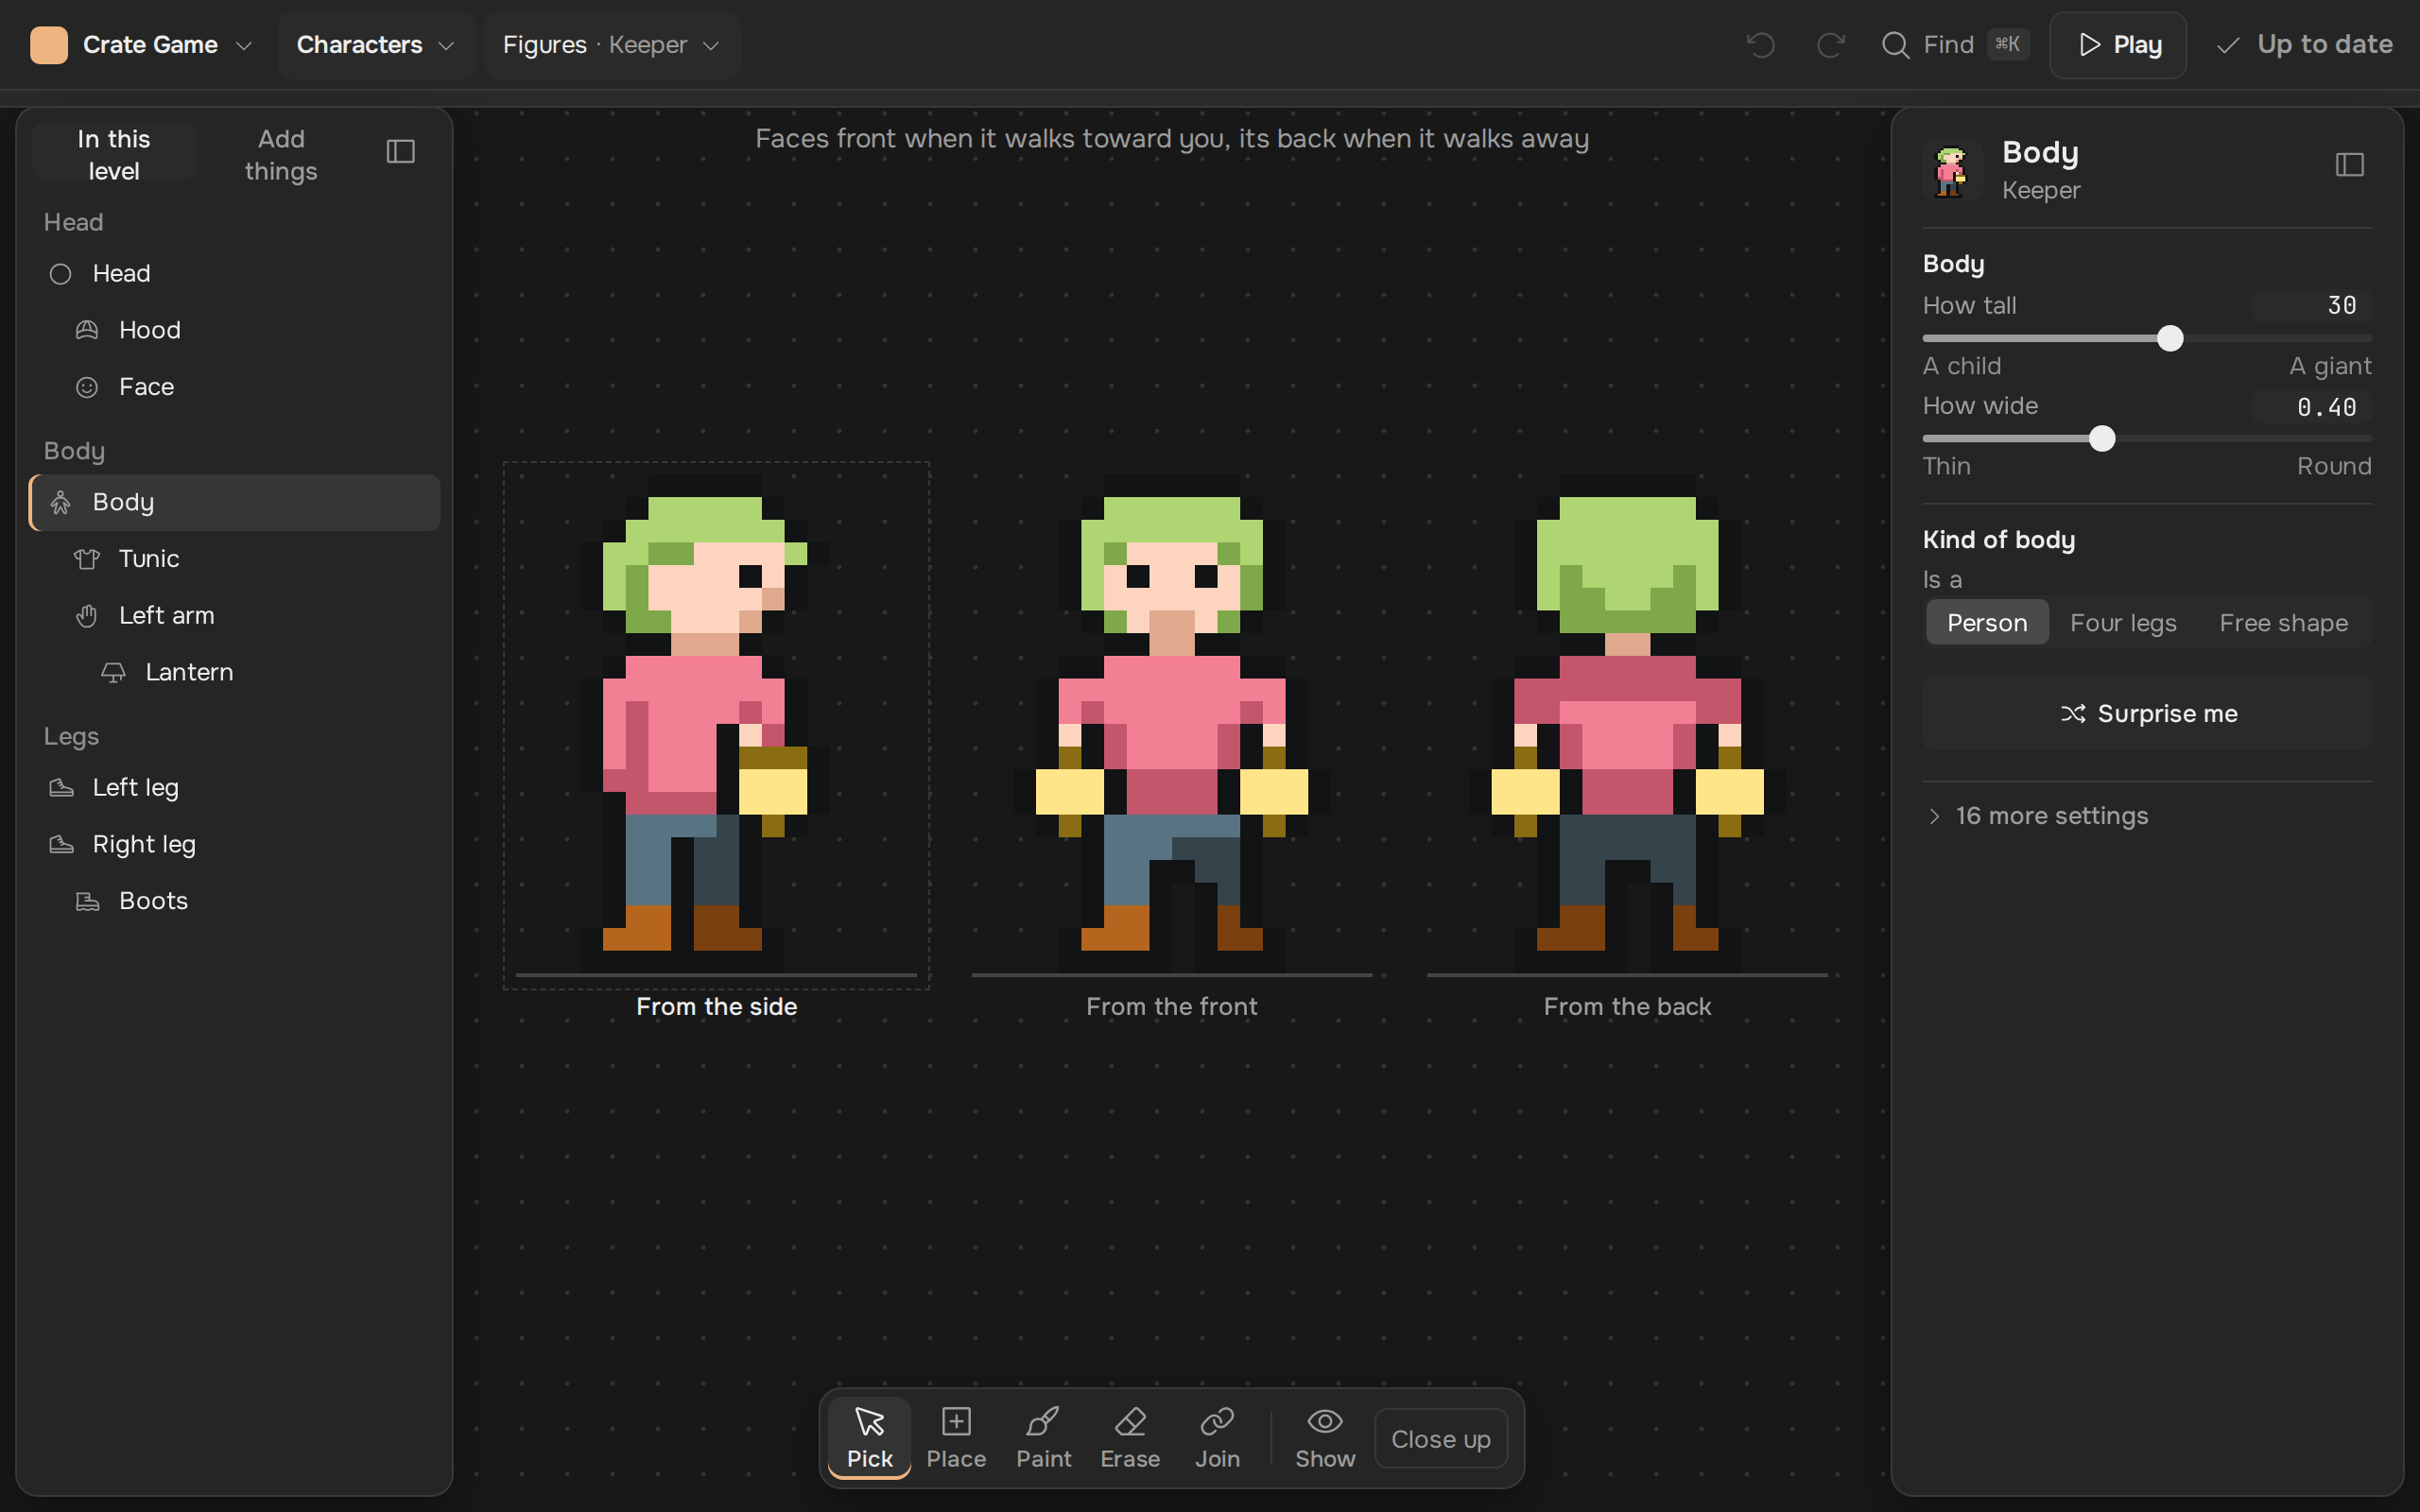 Crate Game
Characters
Figures · Keeper
Find ⌘K
Play
Up to date
In this level
Add things
Head
Head
Hood
Face
Body
Body
Tunic
Left arm
Lantern
Legs
Left leg
Right leg
Boots
Faces front when it walks toward you, its back when it walks away
From the side
From the front
From the back
Pick
Place
Paint
Erase
Join
Show
Close up
Body
Keeper
Body
How tall 30
A child A giant
How wide 0.40
Thin Round
Kind of body
Is a
Person Four legs Free shape
Surprise me
16 more settings